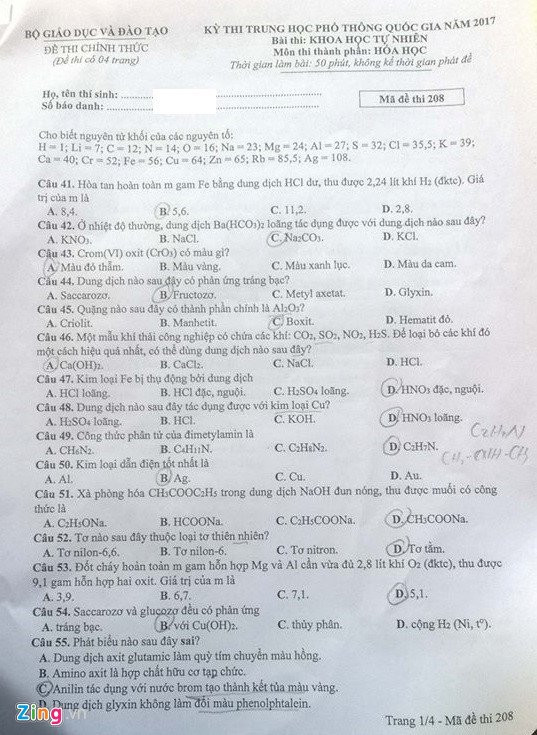 BỘ GIÁO DỤC VÀ ĐÀO TẠO
ĐỀ THI CHÍNH THỨC
(Đề thi có 04 trang)
KỲ THI TRUNG HỌC PHỔ THÔNG QUỐC GIA NĂM 2017
Bài thi: KHOA HỌC TỰ NHIÊN
Môn thi thành phần: HÓA HỌC
Thời gian làm bài: 50 phút, không kể thời gian phát đề
Họ, tên thí sinh:
Số báo danh:
Mã đề thi 208
Cho biết nguyên tử khối của các nguyên tố:
H = 1; Li = 7; C = 12; N = 14; O = 16; Na = 23; Mg = 24; Al = 27; S = 32; Cl = 35,5; K = 39;
Ca = 40; Cr = 52; Fe = 56; Cu = 64; Zn = 65; Rb = 85,5; Ag = 108.
Câu 41. Hòa tan hoàn toàn m gam Fe bằng dung dịch HCl dư, thu được 2,24 lít khí H₂ (đktc). Giá
trị của m là
A. 8,4. B. 5,6. C. 11,2. D. 2,8.
Câu 42. Ở nhiệt độ thường, dung dịch Ba(HCO₃)₂ loãng tác dụng được với dung dịch nào sau đây?
A. KNO₃. B. NaCl. C. Na₂CO₃. D. KCl.
Câu 43. Crom(VI) oxit (CrO₃) có màu gì?
A. Màu đỏ thẫm. B. Màu vàng. C. Màu xanh lục. D. Màu da cam.
Câu 44. Dung dịch nào sau đây có phản ứng tráng bạc?
A. Saccarozơ. B. Fructozơ. C. Metyl axetat. D. Glyxin.
Câu 45. Quặng nào sau đây có thành phần chính là Al₂O₃?
A. Criolit. B. Manhetit. C. Boxit. D. Hematit đỏ.
Câu 46. Một mẫu khí thải công nghiệp có chứa các khí: CO₂, SO₂, NO₂, H₂S. Để loại bỏ các khí đó
một cách hiệu quả nhất, có thể dùng dung dịch nào sau đây?
A. Ca(OH)₂. B. CaCl₂. C. NaCl. D. HCl.
Câu 47. Kim loại Fe bị thụ động bởi dung dịch
A. HCl loãng. B. HCl đặc, nguội. C. H₂SO₄ loãng. D. HNO₃ đặc, nguội.
Câu 48. Dung dịch nào sau đây tác dụng được với kim loại Cu?
A. H₂SO₄ loãng. B. HCl. C. KOH. D. HNO₃ loãng.
Câu 49. Công thức phân tử của đimetylamin là
A. CH₆N₂. B. C₄H₁₁N. C. C₂H₈N₂. D. C₂H₇N.
Câu 50. Kim loại dẫn điện tốt nhất là
A. Al. B. Ag. C. Cu. D. Au.
Câu 51. Xà phòng hóa CH₃COOC₂H₅ trong dung dịch NaOH đun nóng, thu được muối có công
thức là
A. C₂H₅ONa. B. HCOONa. C. C₂H₅COONa. D. CH₃COONa.
Câu 52. Tơ nào sau đây thuộc loại tơ thiên nhiên?
A. Tơ nilon-6,6. B. Tơ nilon-6. C. Tơ nitron. D. Tơ tằm.
Câu 53. Đốt cháy hoàn toàn m gam hỗn hợp Mg và Al cần vừa đủ 2,8 lít khí O₂ (đktc), thu được
9,1 gam hỗn hợp hai oxit. Giá trị của m là
A. 3,9. B. 6,7. C. 7,1. D. 5,1.
Câu 54. Saccarozơ và glucozơ đều có phản ứng
A. tráng bạc. B. với Cu(OH)₂. C. thủy phân. D. cộng H₂ (Ni, t°).
Câu 55. Phát biểu nào sau đây sai?
A. Dung dịch axit glutamic làm quỳ tím chuyển màu hồng.
B. Amino axit là hợp chất hữu cơ tạp chức.
C. Anilin tác dụng với nước brom tạo thành kết tủa màu vàng.
D. Dung dịch glyxin không làm đổi màu phenolphtalein.
Zing.vn
Trang 1/4 - Mã đề thi 208